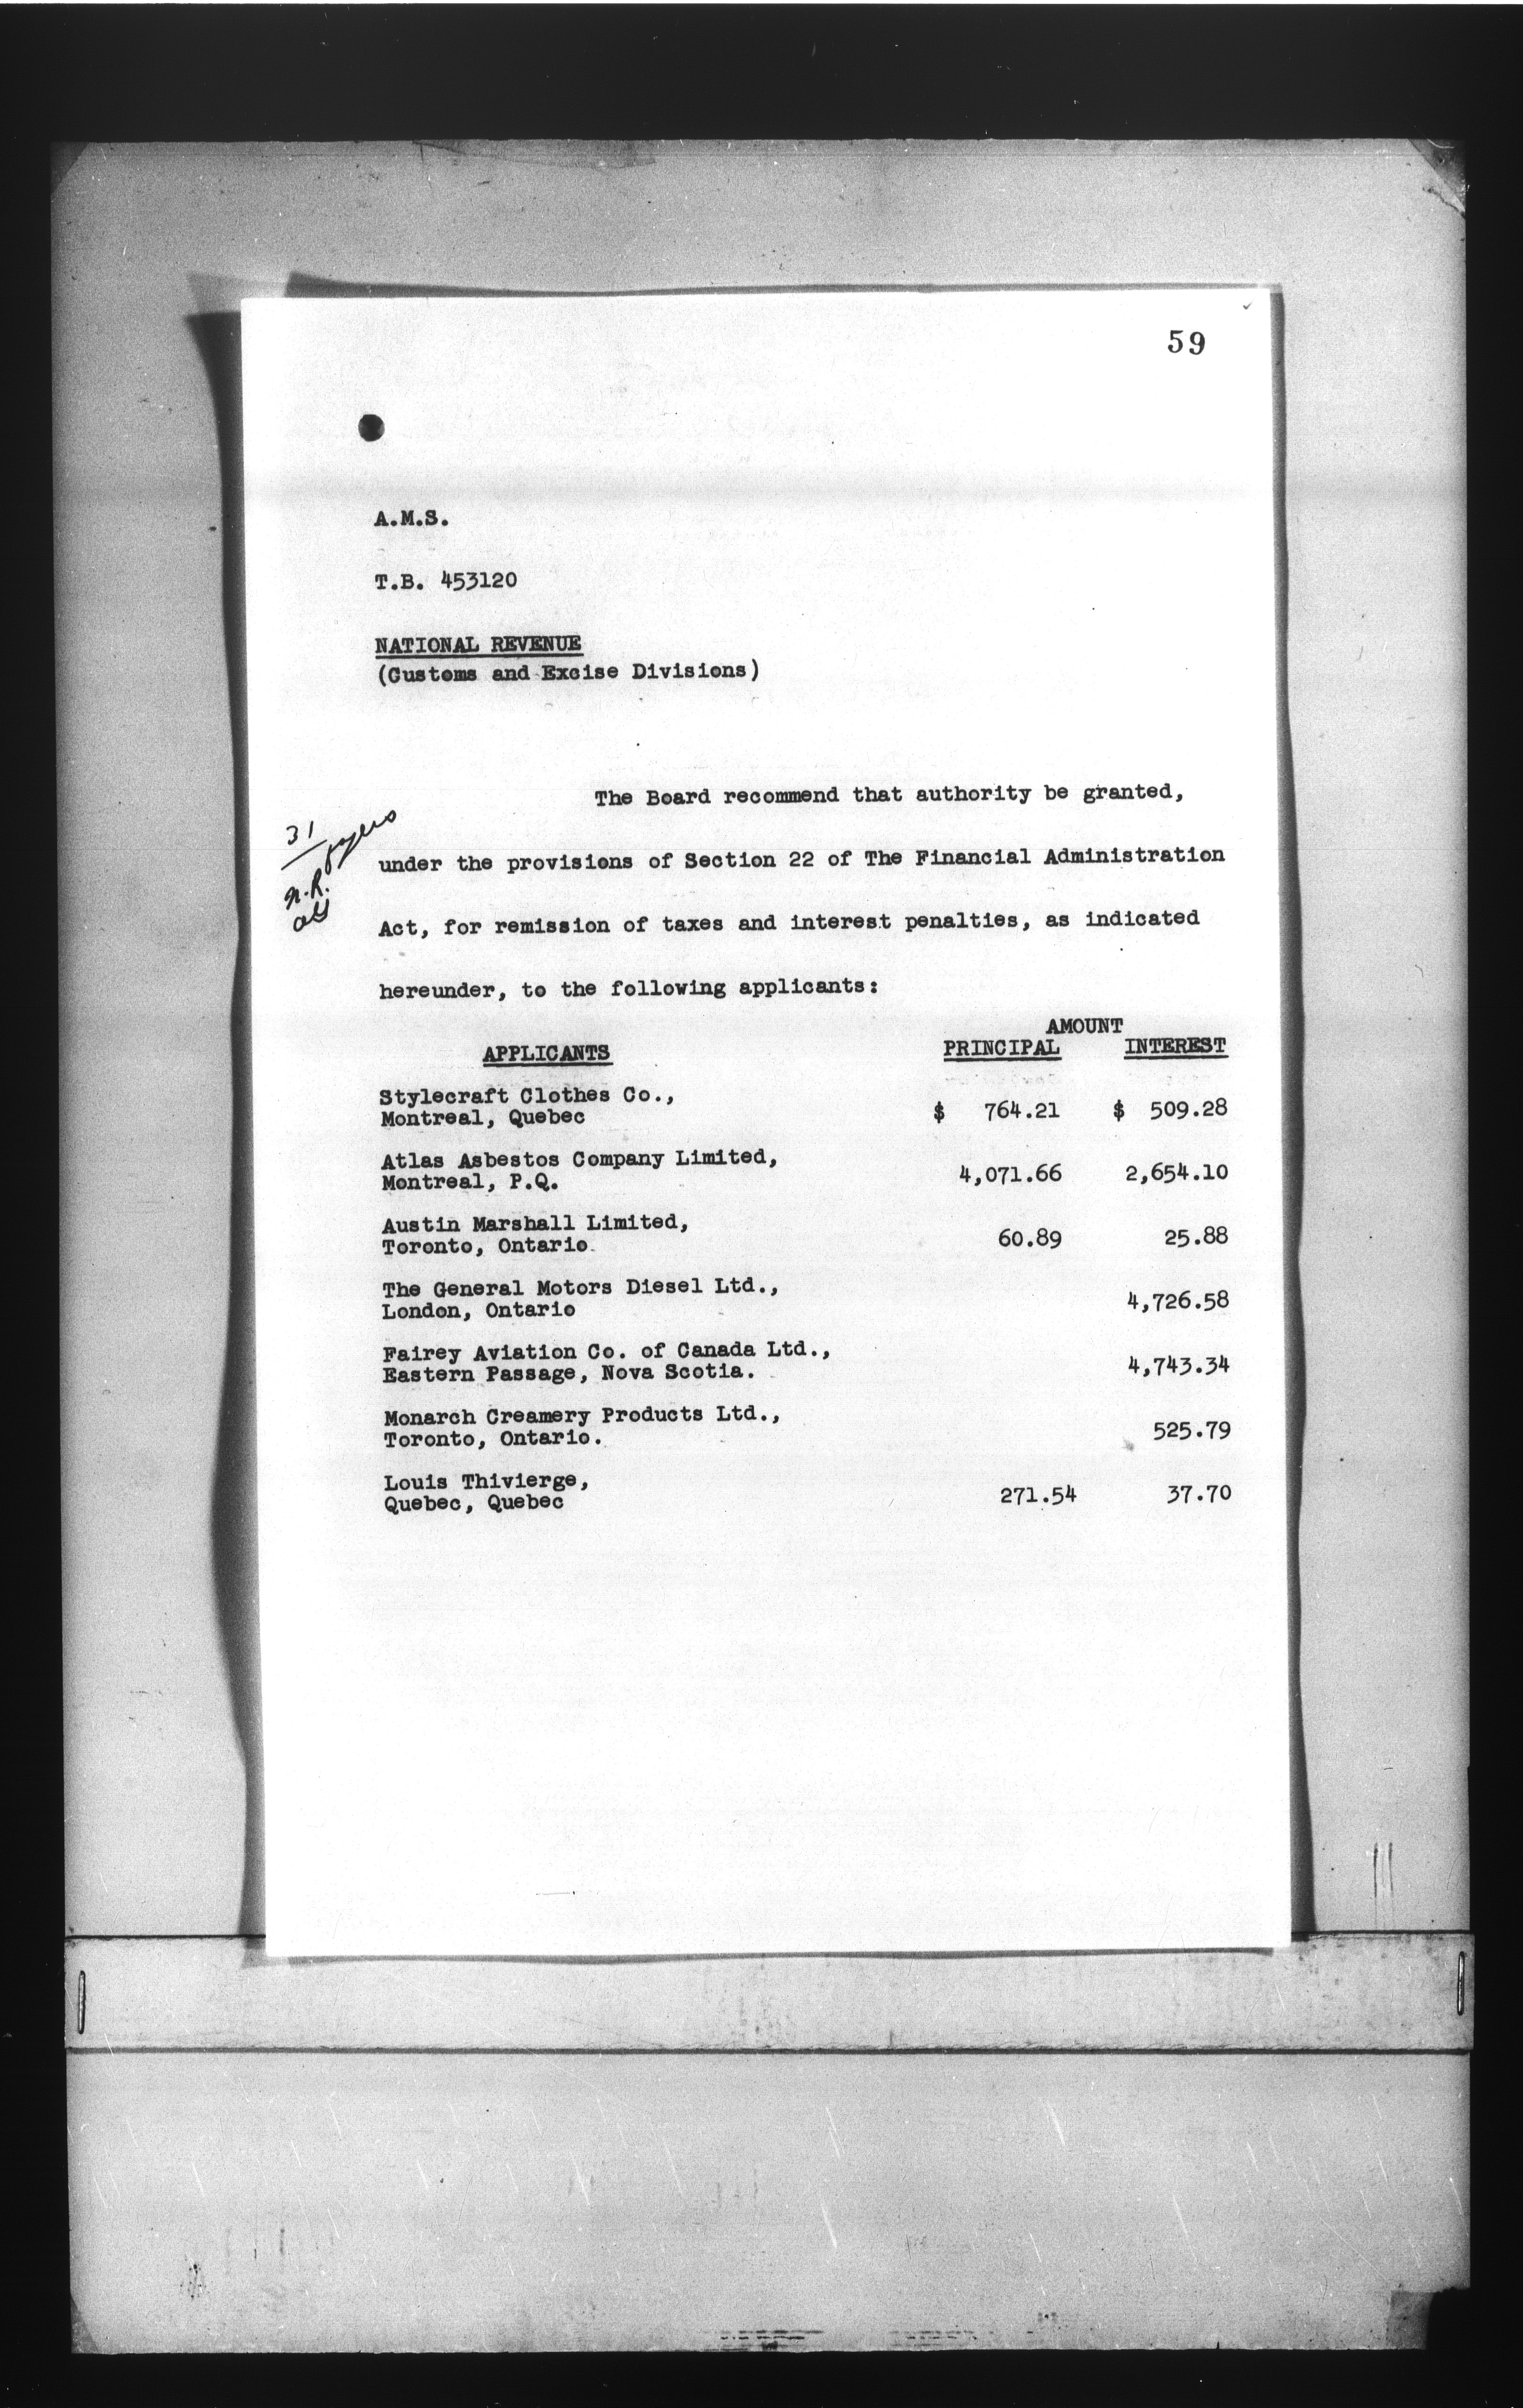 59
A.M.S.
T.B. 453120
NATIONAL REVENUE
(Customs and Excise Divisions)
The Board recommend that authority be granted,
31
under the provisions of Section 22 of The Financial Administration
N.R.
Act, for remission of taxes and interest penalties, as indicated
hereunder, to the following applicants:
AMOUNT
APPLICANTS PRINCIPAL INTEREST
Stylecraft Clothes Co.,
Montreal, Quebec $ 764.21 $ 509.28
Atlas Asbestos Company Limited,
Montreal, P.Q. 4,071.66 2,654.10
Austin Marshall Limited,
Toronto, Ontario. 60.89 25.88
The General Motors Diesel Ltd.,
London, Ontario 4,726.58
Fairey Aviation Co. of Canada Ltd.,
Eastern Passage, Nova Scotia. 4,743.34
Monarch Creamery Products Ltd.,
Toronto, Ontario. 525.79
Louis Thivierge,
Quebec, Quebec 271.54 37.70